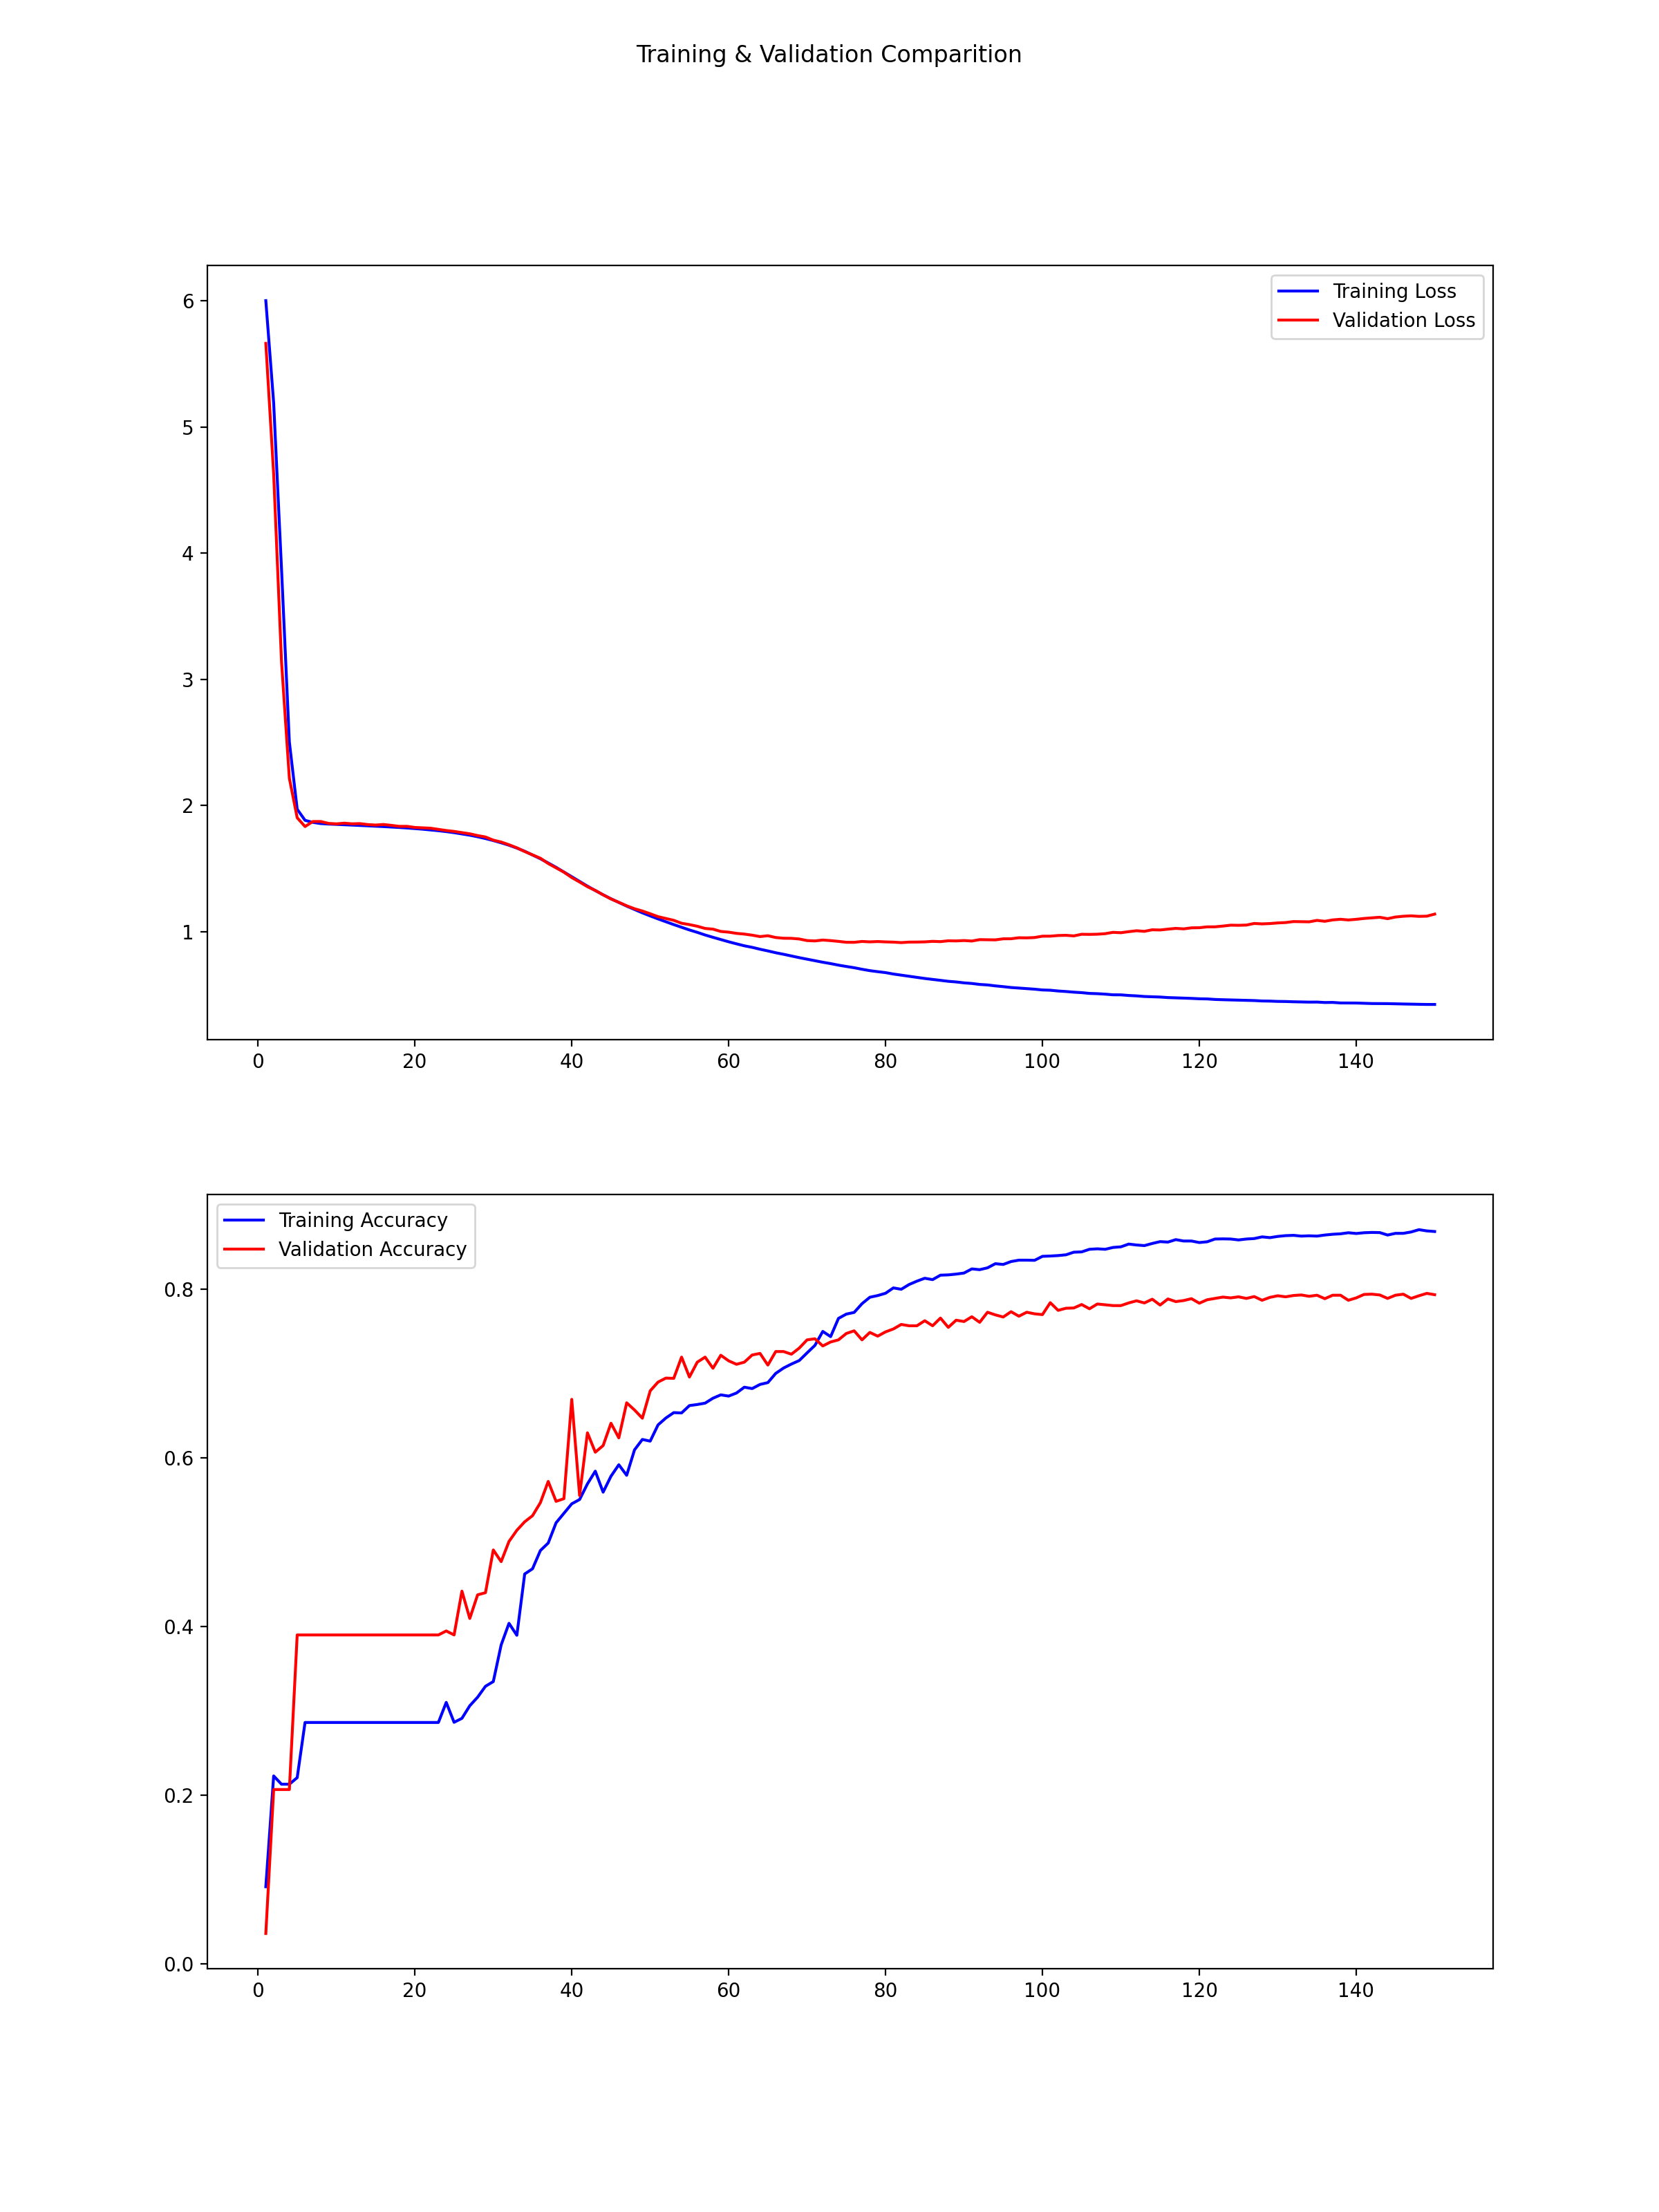 Training & Validation Comparition
Training Loss
Validation Loss
6
5
4
3
2
1
0 20 40 60 80 100 120 140
Training Accuracy
Validation Accuracy
0.8
0.6
0.4
0.2
0.0
0 20 40 60 80 100 120 140